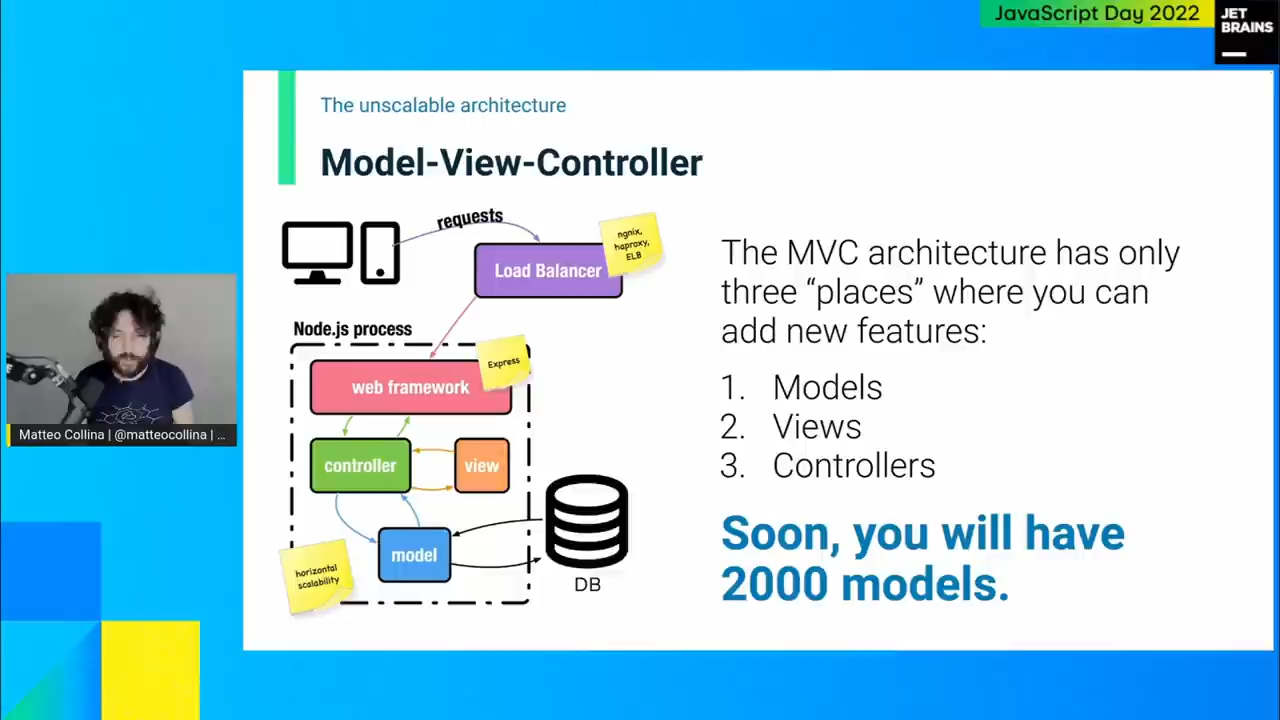 JavaScript Day 2022
JET
BRAINS
The unscalable architecture
Model-View-Controller
requests
ngnix,
haproxy,
ELB
Load Balancer
Node.js process
Express
web framework
controller
view
model
horizontal
scalability
DB
The MVC architecture has only
three “places” where you can
add new features:
1. Models
2. Views
3. Controllers
Soon, you will have
2000 models.
Matteo Collina | @matteocollina | ...